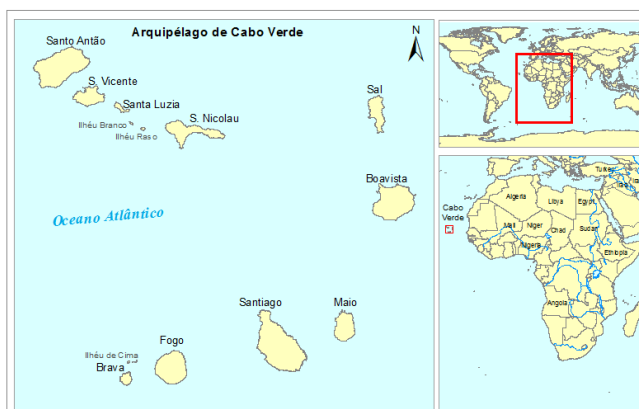 Arquipélago de Cabo Verde
N
Santo Antão
S. Vicente
Santa Luzia
Ilhéu Branco
Ilhéu Raso
S. Nicolau
Sal
Boavista
Oceano Atlântico
Santiago
Maio
Fogo
Ilhéu de Cima
Brava
Cabo
Verde
Algeria
Libya
Egypt
Mali
Niger
Chad
Sudan
Nigeria
Ethiopia
Angola